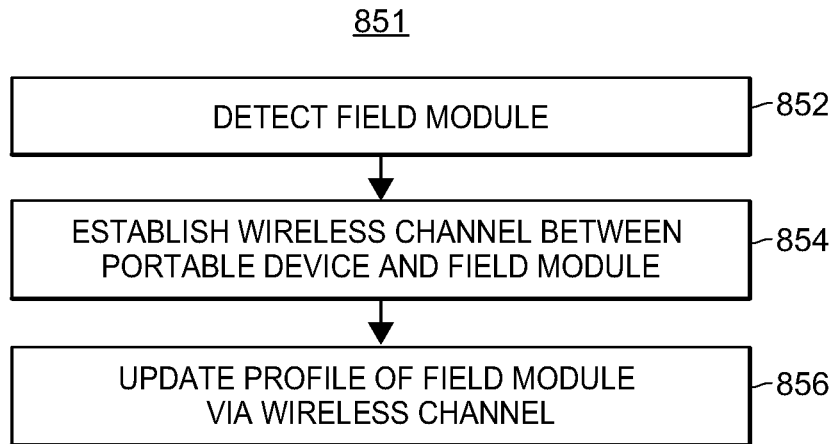 851
DETECT FIELD MODULE
852
ESTABLISH WIRELESS CHANNEL BETWEEN
PORTABLE DEVICE AND FIELD MODULE
854
UPDATE PROFILE OF FIELD MODULE
VIA WIRELESS CHANNEL
856